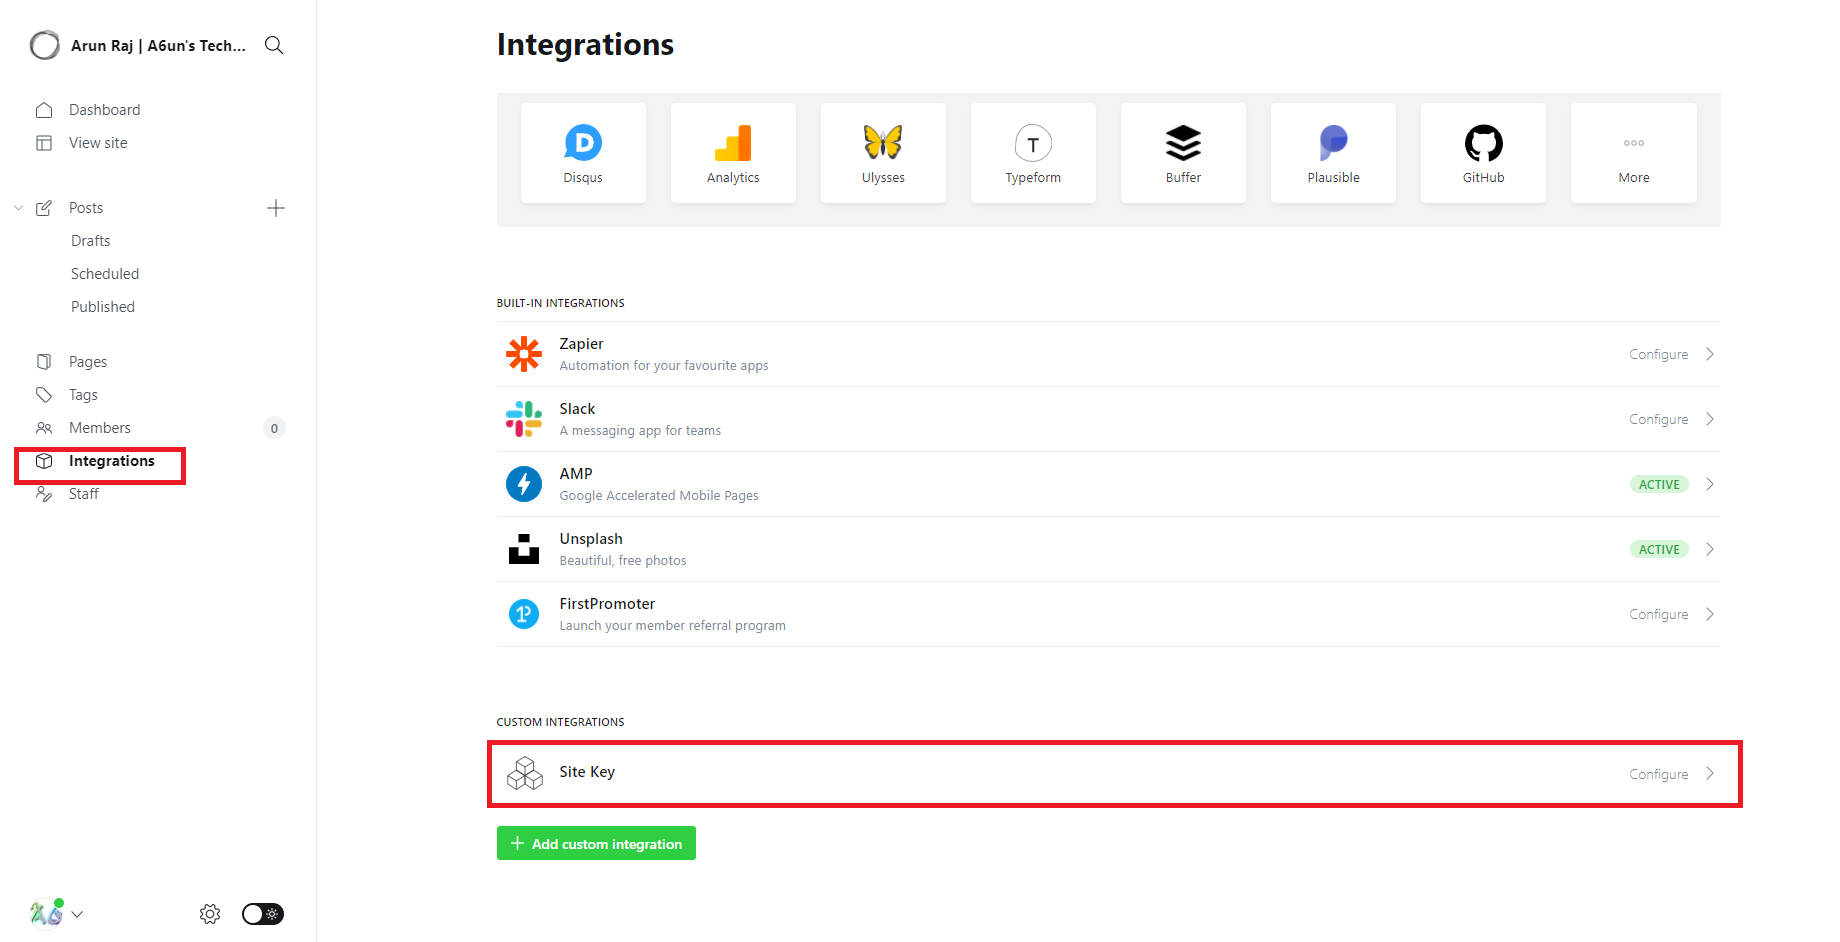 Arun Raj | A6un's Tech...
Dashboard
View site
Posts
Drafts
Scheduled
Published
Pages
Tags
Members 0
Integrations
Staff
Integrations
D
Disqus
Analytics
Ulysses
T
Typeform
Buffer
Plausible
GitHub
More
BUILT-IN INTEGRATIONS
Zapier
Automation for your favourite apps
Configure
Slack
A messaging app for teams
Configure
AMP
Google Accelerated Mobile Pages
ACTIVE
Unsplash
Beautiful, free photos
ACTIVE
FirstPromoter
Launch your member referral program
Configure
CUSTOM INTEGRATIONS
Site Key
Configure
Add custom integration